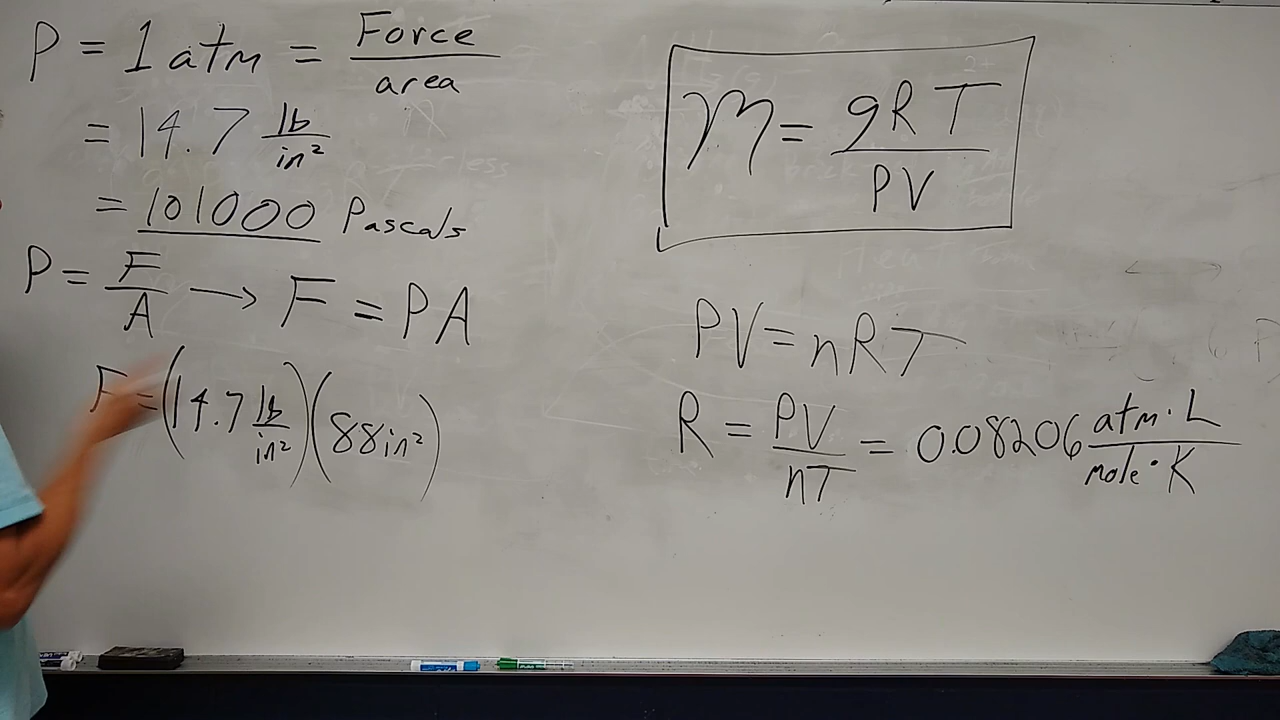 P = 1 atm = Force/area
= 14.7 lb/in²
= 101000 Pascals
P = F/A → F = PA
F = (14.7 lb/in²)(88 in²)
M = gRT/PV
PV = nRT
R = PV/nT = 0.08206 atm·L/mole·K